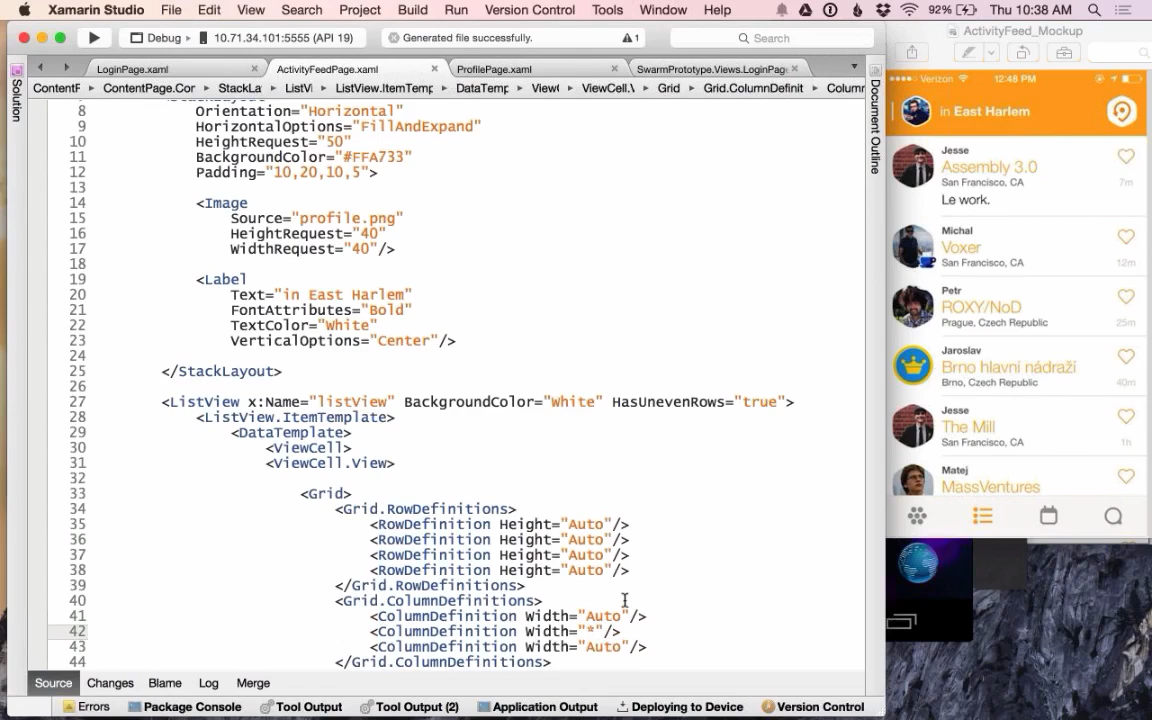 Xamarin Studio File Edit View Search Project Build Run Version Control Tools Window Help 92% Thu 10:38 AM
Debug 10.71.34.101:5555 (API 19) Generated file successfully. 1 Search
ActivityFeed_Mockup
LoginPage.xaml ActivityFeedPage.xaml ProfilePage.xaml SwarmPrototype.Views.LoginPage
ContentF ContentPage.Cor StackLa ListVi ListView.ItemTemp DataTemp ViewC ViewCell.V Grid Grid.ColumnDefinit Column
Solution
Document Outline
8 Orientation="Horizontal"
9 HorizontalOptions="FillAndExpand"
10 HeightRequest="50"
11 BackgroundColor="#FFA733"
12 Padding="10,20,10,5">
13
14 <Image
15 Source="profile.png"
16 HeightRequest="40"
17 WidthRequest="40"/>
18
19 <Label
20 Text="in East Harlem"
21 FontAttributes="Bold"
22 TextColor="White"
23 VerticalOptions="Center"/>
24
25 </StackLayout>
26
27 <ListView x:Name="listView" BackgroundColor="White" HasUnevenRows="true">
28 <ListView.ItemTemplate>
29 <DataTemplate>
30 <ViewCell>
31 <ViewCell.View>
32
33 <Grid>
34 <Grid.RowDefinitions>
35 <RowDefinition Height="Auto"/>
36 <RowDefinition Height="Auto"/>
37 <RowDefinition Height="Auto"/>
38 <RowDefinition Height="Auto"/>
39 </Grid.RowDefinitions>
40 <Grid.ColumnDefinitions>
41 <ColumnDefinition Width="Auto"/>
42 <ColumnDefinition Width="*"/>
43 <ColumnDefinition Width="Auto"/>
44 </Grid.ColumnDefinitions>
Source Changes Blame Log Merge
Errors Package Console Tool Output Tool Output (2) Application Output Deploying to Device Version Control
Verizon 12:48 PM
in East Harlem
Jesse
Assembly 3.0
San Francisco, CA 7m
Le work.
Michal
Voxer
San Francisco, CA 12m
Petr
ROXY/NoD
Prague, Czech Republic 25m
Jaroslav
Brno hlavní nádraží
Brno, Czech Republic 40m
Jesse
The Mill
San Francisco, CA 1h
Matej
MassVentures